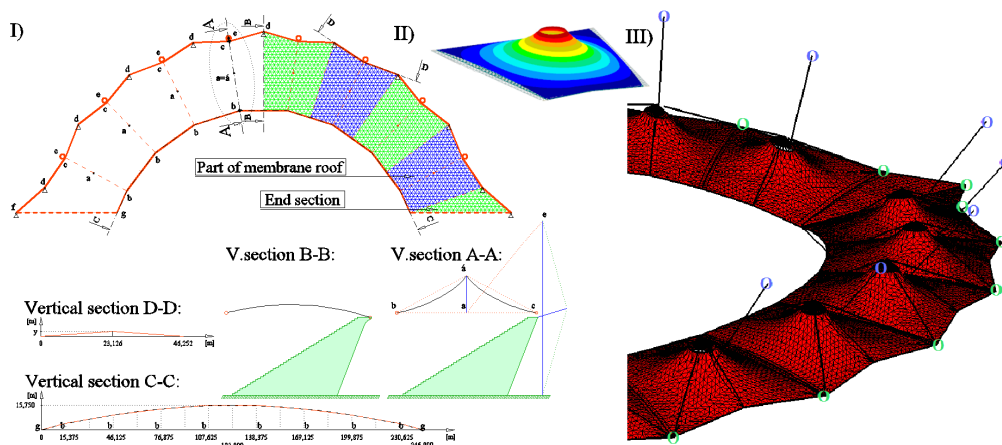 I)
II)
III)
A
A
B
B
D
D
C
C
a
a
a=á
b
b
b
b
c
c
c
c
d
d
d
d
e
e
e
e
f
g
Part of membrane roof
End section
V.section B-B:
V.section A-A:
á
b
a
c
e
Vertical section D-D:
[m]
y
0 23,126 46,252 [m]
Vertical section C-C:
[m]
15,750
g b b b b b b b b g
0 15,375 46,125 76,875 107,625 138,375 169,125 199,875 230,625 [m]